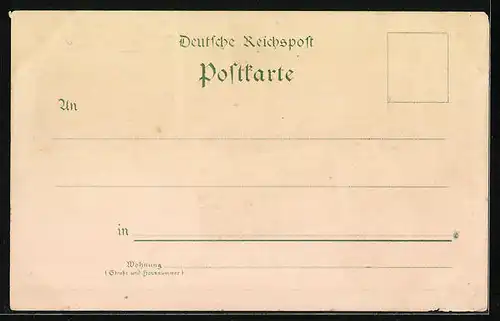 Deutsche Reichspost
Postkarte
An
in
Wohnung
(Straße und Hausnummer)